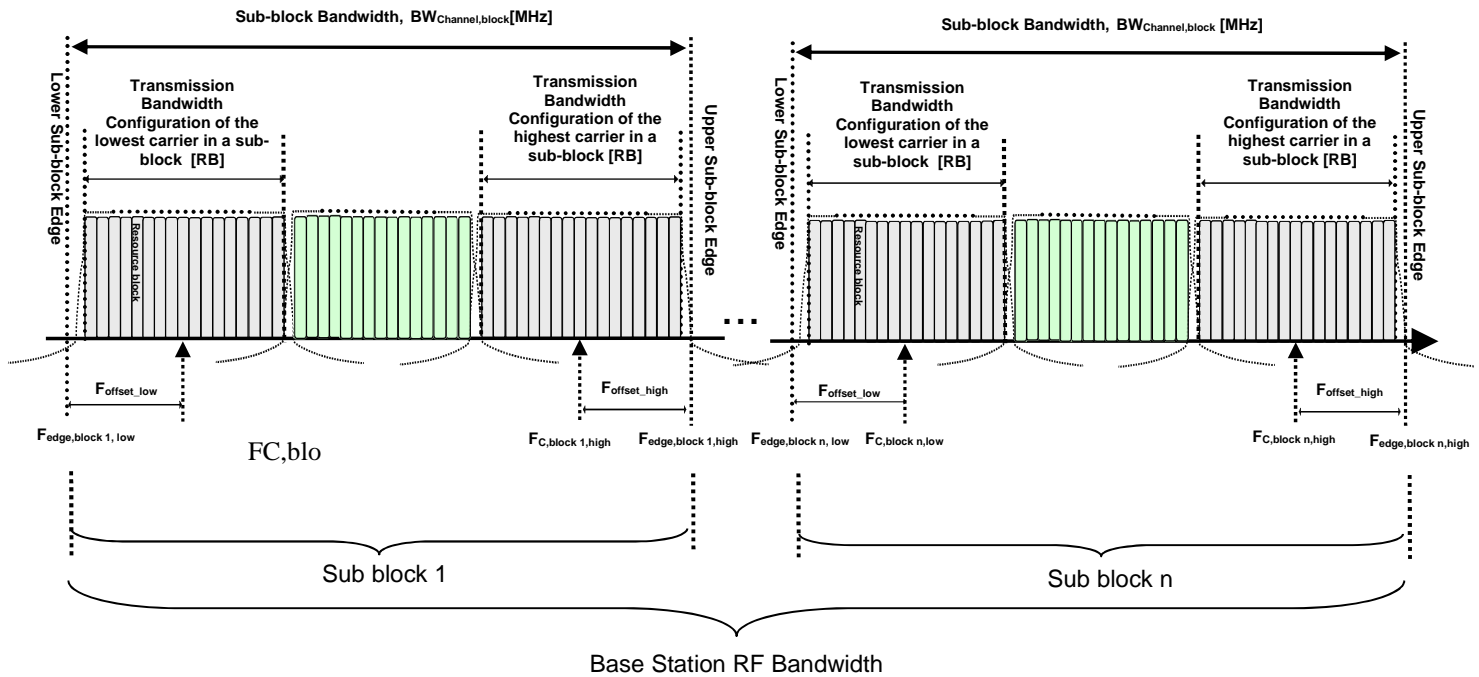 Sub-block Bandwidth, BWChannel,block[MHz]
Sub-block Bandwidth, BWChannel,block [MHz]
Lower Sub-block Edge
Transmission
Bandwidth
Configuration of the
lowest carrier in a sub-
block [RB]
Transmission
Bandwidth
Configuration of the
highest carrier in a
sub-block [RB]
Upper Sub-block Edge
Lower Sub-block Edge
Transmission
Bandwidth
Configuration of the
lowest carrier in a
sub-block [RB]
Transmission
Bandwidth
Configuration of the
highest carrier in a
sub-block [RB]
Upper Sub-block Edge
Resource block
Resource block
...
Foffset_low
Foffset_high
Foffset_low
Foffset_high
Fedge,block 1, low
FC,blo
FC,block 1,high
Fedge,block 1,high
Fedge,block n, low
FC,block n,low
FC,block n,high
Fedge,block n,high
Sub block 1
Sub block n
Base Station RF Bandwidth